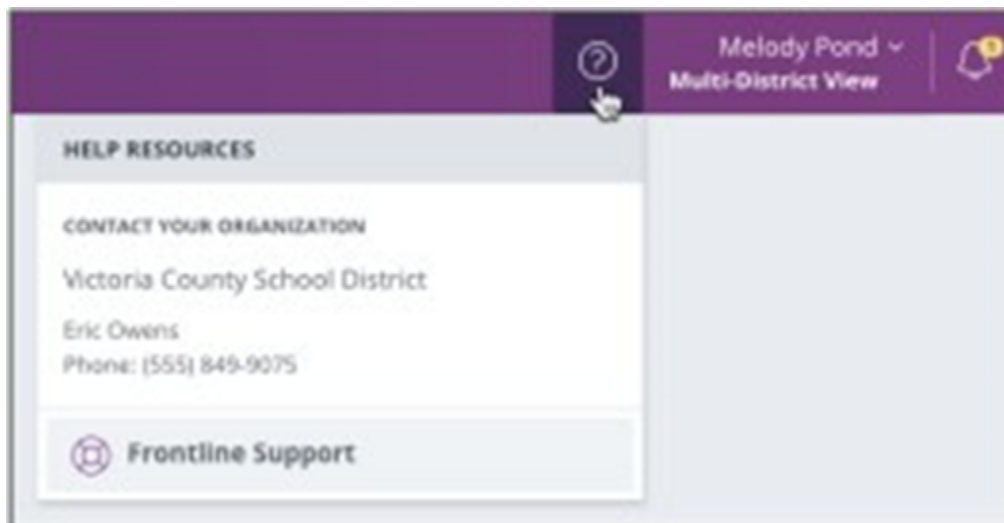 Melody Pond
Multi-District View
HELP RESOURCES
CONTACT YOUR ORGANIZATION
Victoria County School District
Eric Owens
Phone: (555) 849-9075
Frontline Support